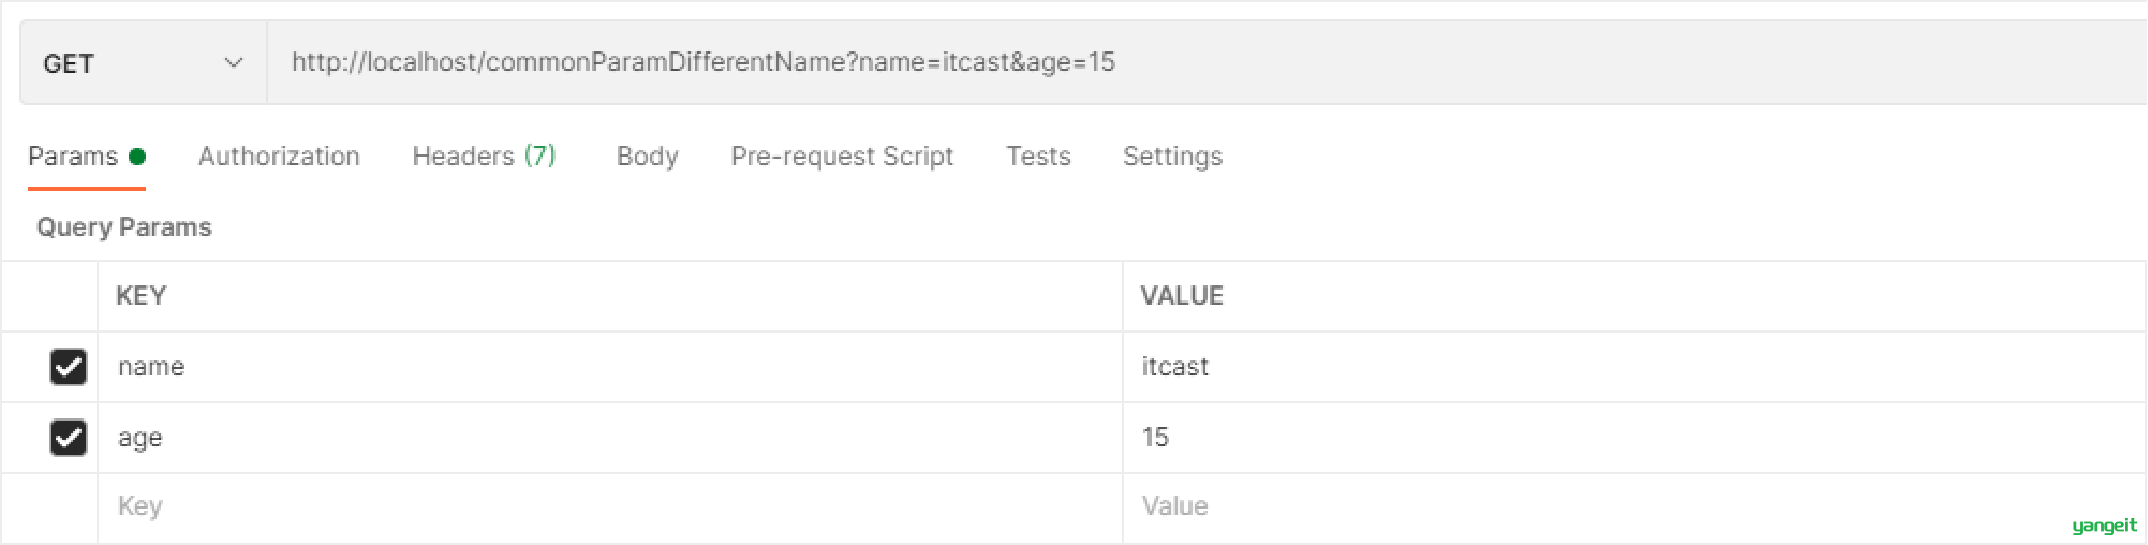 GET http://localhost/commonParamDifferentName?name=itcast&age=15
Params Authorization Headers (7) Body Pre-request Script Tests Settings
Query Params
KEY VALUE
name itcast
age 15
Key Value
yangeit